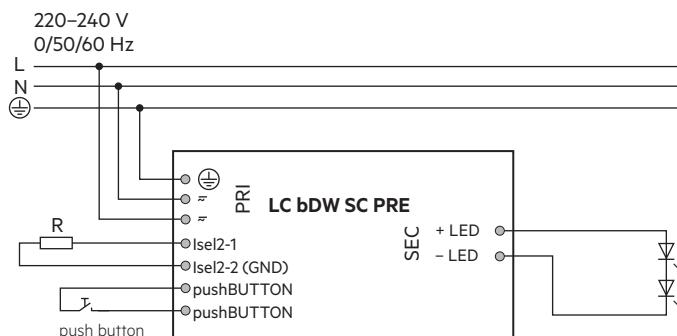 220–240 V
0/50/60 Hz
L
N
PRI
LC bDW SC PRE
SEC
+ LED
– LED
R
Isel2-1
Isel2-2 (GND)
pushBUTTON
pushBUTTON
push button